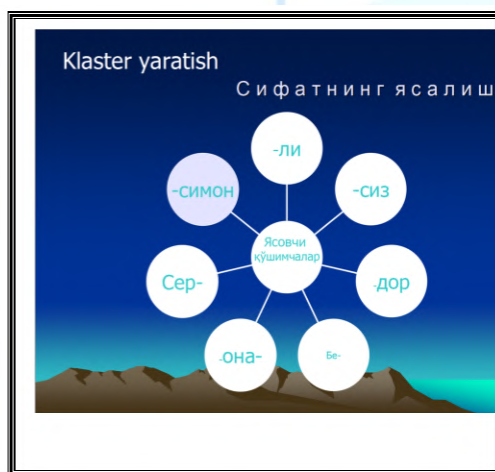 Klaster yaratish
Сифатнинг ясалиш
-ли
-симон
-сиз
Ясовчи
қўшимчалар
Сер-
-дор
-она-
Бе-